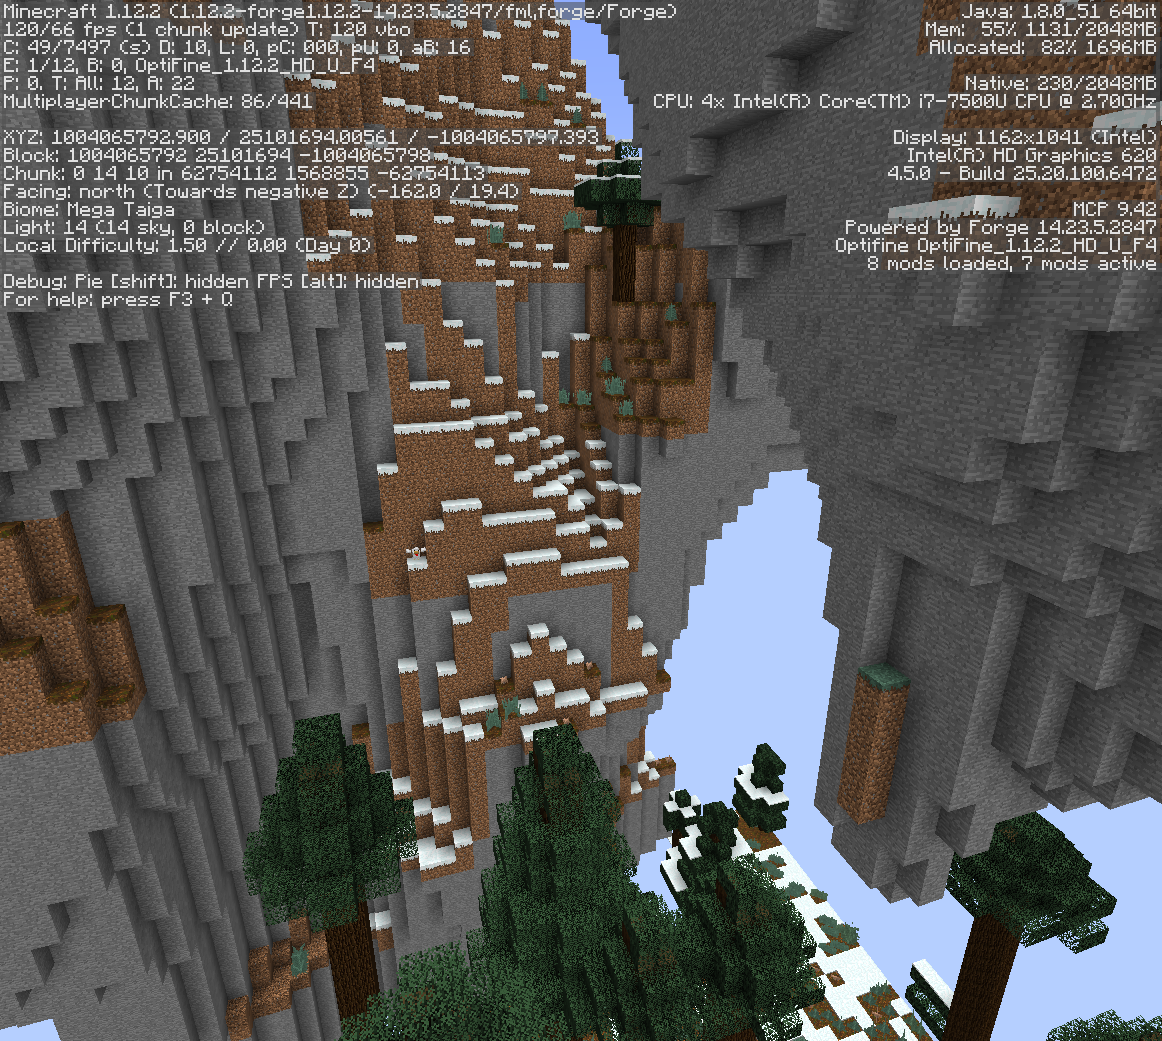 Minecraft 1.12.2 (1.12.2-forge1.12.2-14.23.5.2847/fml,forge/Forge)
120/66 fps (1 chunk update) T: 120 vbo
C: 49/7497 (s) D: 10, L: 0, pC: 000, pU: 0, aB: 16
E: 1/12, B: 0, OptiFine_1.12.2_HD_U_F4
P: 0, T: All: 12, A: 22
MultiplayerChunkCache: 86/441
XYZ: 1004065792.900 / 25101694.00561 / -1004065797.393
Block: 1004065792 25101694 -1004065798
Chunk: 0 14 10 in 62754112 1568855 -62754113
Facing: north (Towards negative Z) (-162.0 / 19.4)
Biome: Mega Taiga
Light: 14 (14 sky, 0 block)
Local Difficulty: 1.50 // 0.00 (Day 0)
Debug: Pie [shift]: hidden FPS [alt]: hidden
For help: press F3 + Q
Java: 1.8.0_51 64bit
Mem: 55% 1131/2048MB
Allocated: 82% 1696MB
Native: 230/2048MB
CPU: 4x Intel(R) Core(TM) i7-7500U CPU @ 2.70GHz
Display: 1162x1041 (Intel)
Intel(R) HD Graphics 620
4.5.0 - Build 25.20.100.6472
MCP 9.42
Powered by Forge 14.23.5.2847
Optifine OptiFine_1.12.2_HD_U_F4
8 mods loaded, 7 mods active